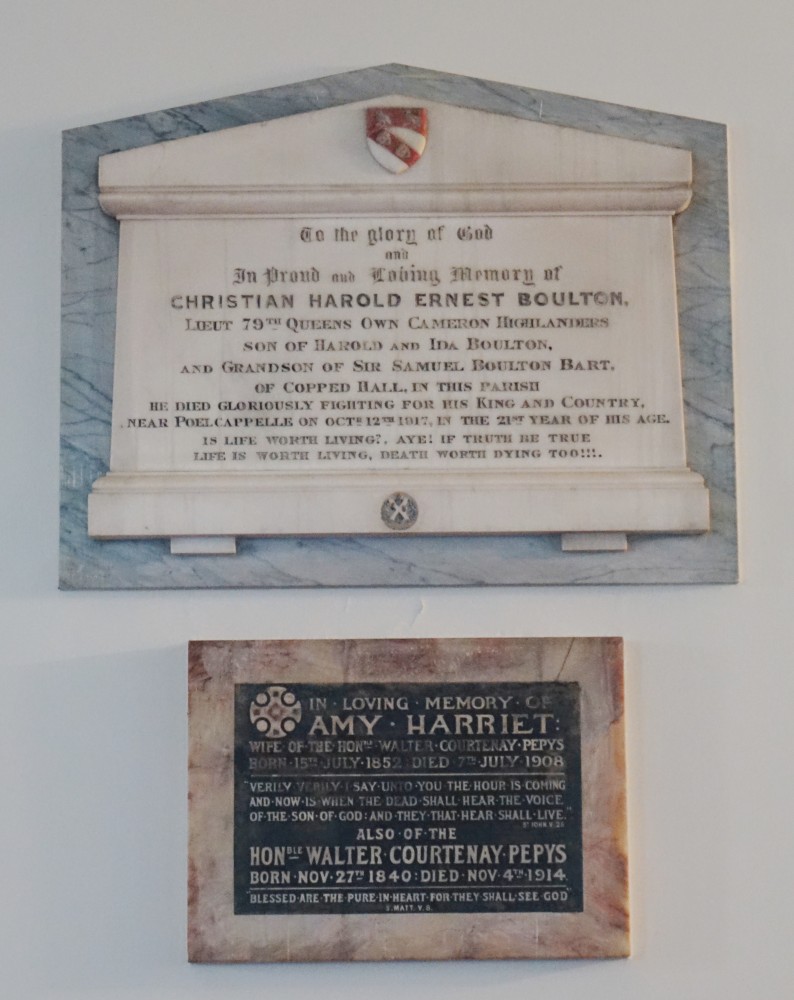 To the glory of God
and
In Proud and Loving Memory of
CHRISTIAN HAROLD ERNEST BOULTON,
LIEUT 79TH QUEENS OWN CAMERON HIGHLANDERS
SON OF HAROLD AND IDA BOULTON,
AND GRANDSON OF SIR SAMUEL BOULTON BART,
OF COPPED HALL, IN THIS PARISH
HE DIED GLORIOUSLY FIGHTING FOR HIS KING AND COUNTRY,
NEAR POELCAPPELLE ON OCTR 12TH 1917, IN THE 21ST YEAR OF HIS AGE.
IS LIFE WORTH LIVING?, AYE! IF TRUTH BE TRUE
LIFE IS WORTH LIVING, DEATH WORTH DYING TOO!!!.
IN · LOVING · MEMORY · OF
AMY · HARRIET:
WIFE · OF · THE · HONBLE · WALTER · COURTENAY · PEPYS
BORN · 15TH · JULY · 1852 : DIED · 7TH · JULY · 1908
"VERILY VERILY I SAY UNTO YOU THE HOUR IS COMING
AND · NOW · IS · WHEN THE DEAD SHALL HEAR THE VOICE
OF · THE SON · OF · GOD : AND THEY · THAT · HEAR · SHALL · LIVE."
ST JOHN V. 25
ALSO · OF · THE
HONBLE WALTER · COURTENAY · PEPYS
BORN · NOV · 27TH 1840 : DIED · NOV · 4TH · 1914.
"BLESSED · ARE · THE · PURE · IN · HEART · FOR · THEY · SHALL · SEE · GOD"
S. MATT. V. 8.